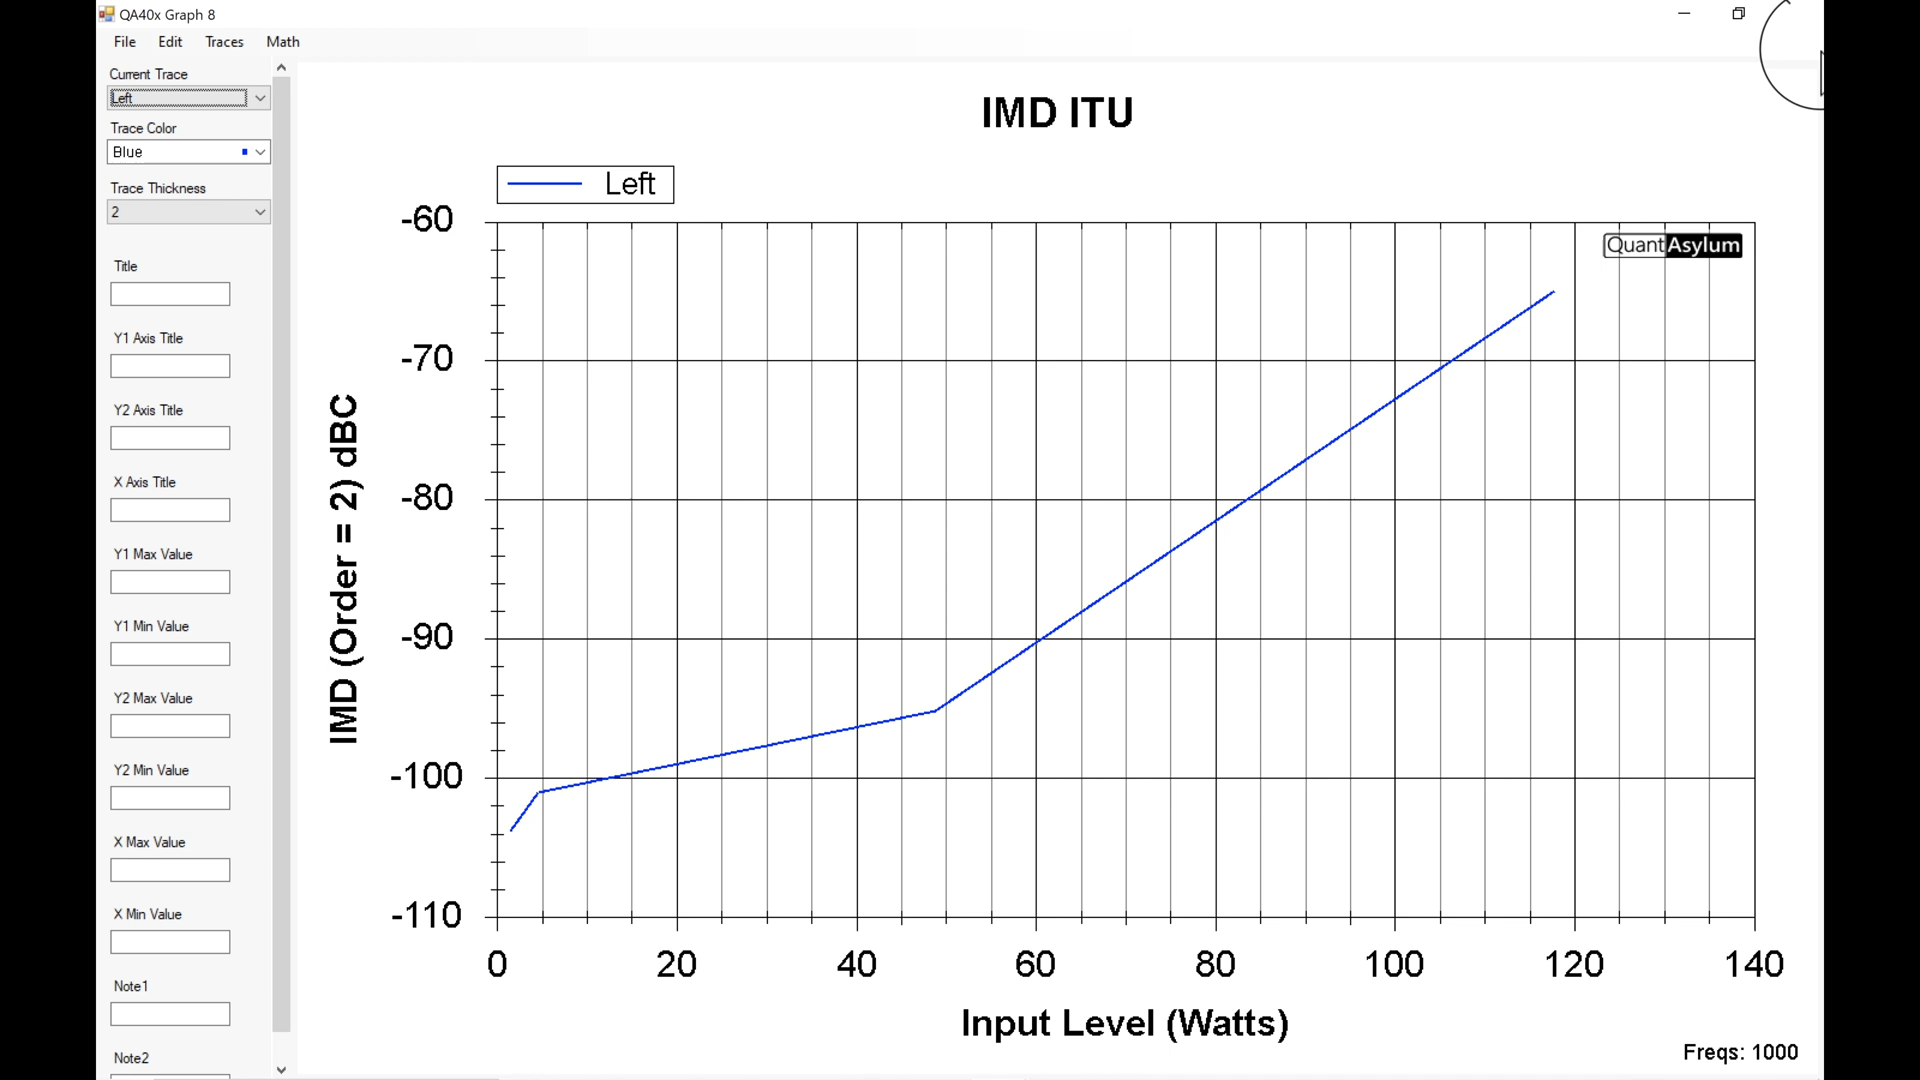 QA40x Graph 8
File Edit Traces Math
Current Trace
Left
Trace Color
Blue
Trace Thickness
2
Title
Y1 Axis Title
Y2 Axis Title
X Axis Title
Y1 Max Value
Y1 Min Value
Y2 Max Value
Y2 Min Value
X Max Value
X Min Value
Note1
Note2
IMD ITU
Left
QuantAsylum
-60
-70
-80
-90
-100
-110
IMD (Order = 2) dBC
0 20 40 60 80 100 120 140
Input Level (Watts)
Freqs: 1000